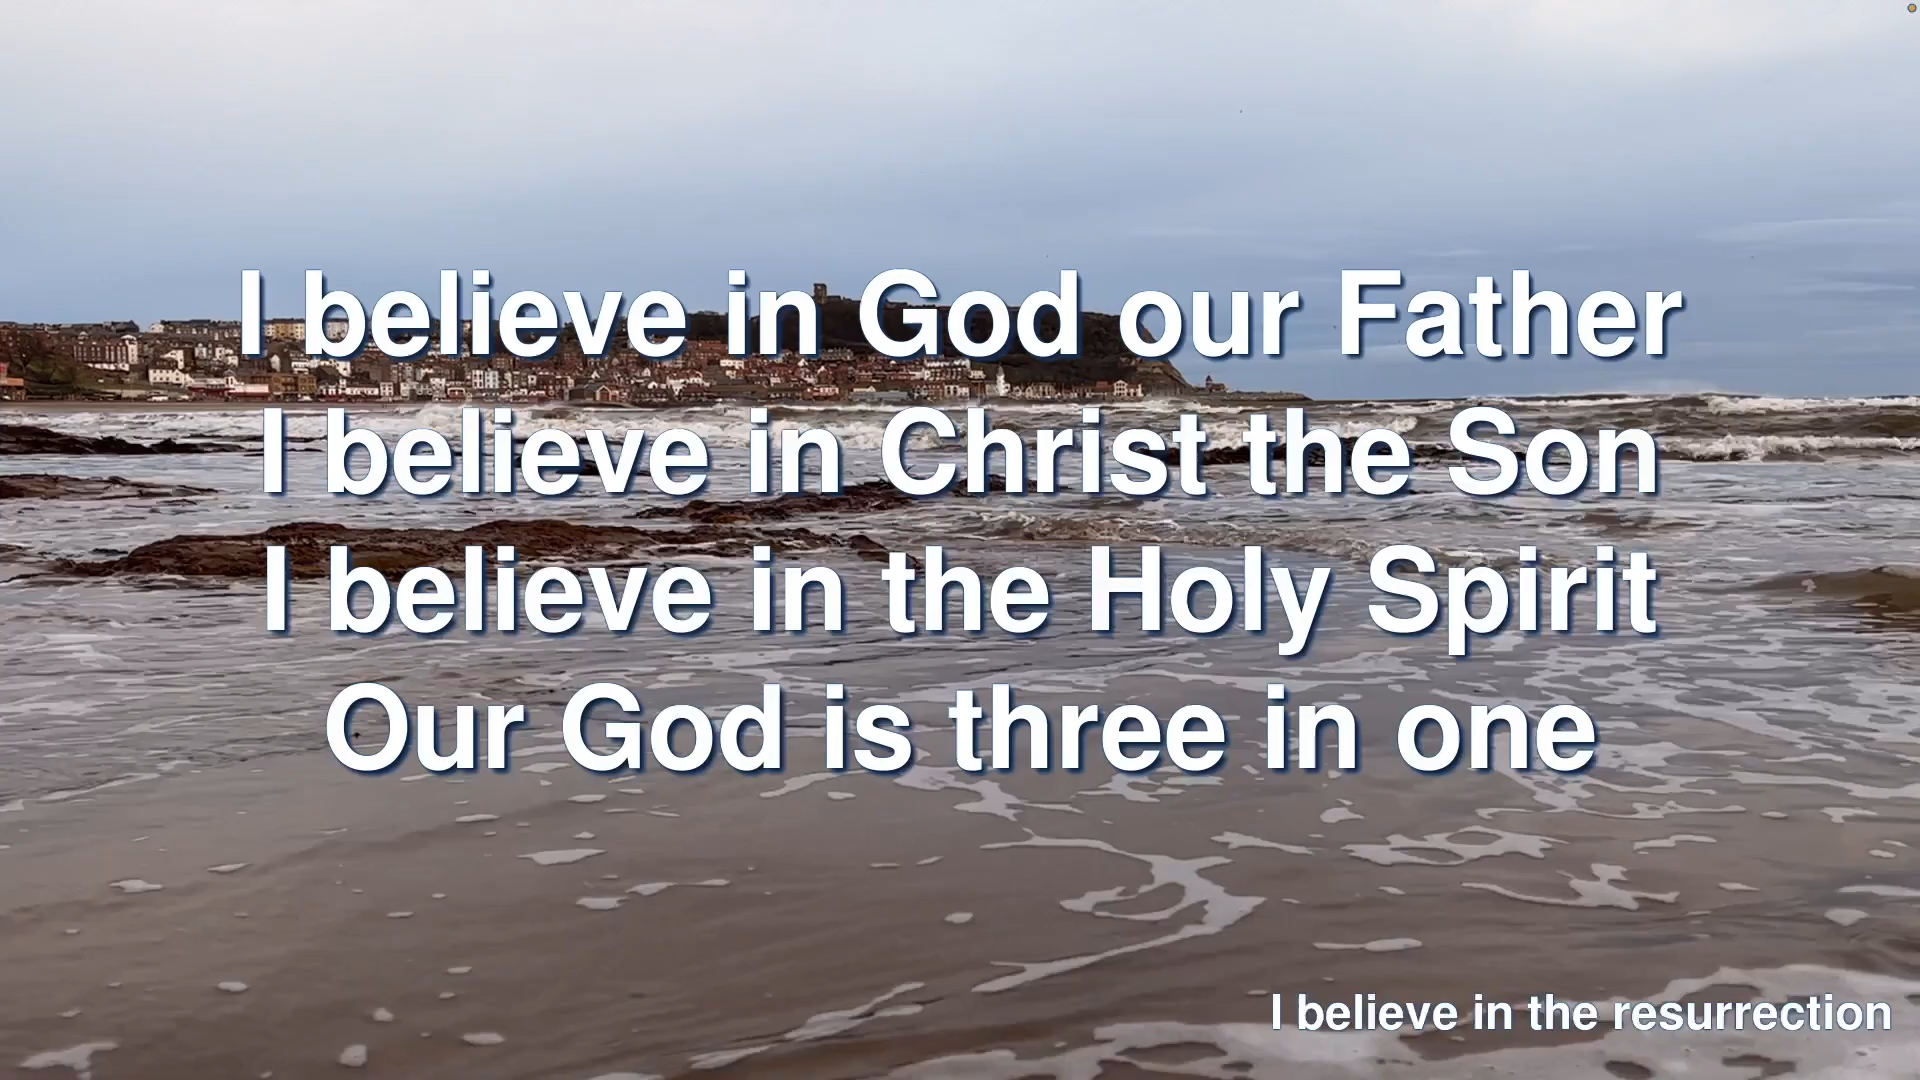 I believe in God our Father
I believe in Christ the Son
I believe in the Holy Spirit
Our God is three in one
I believe in the resurrection